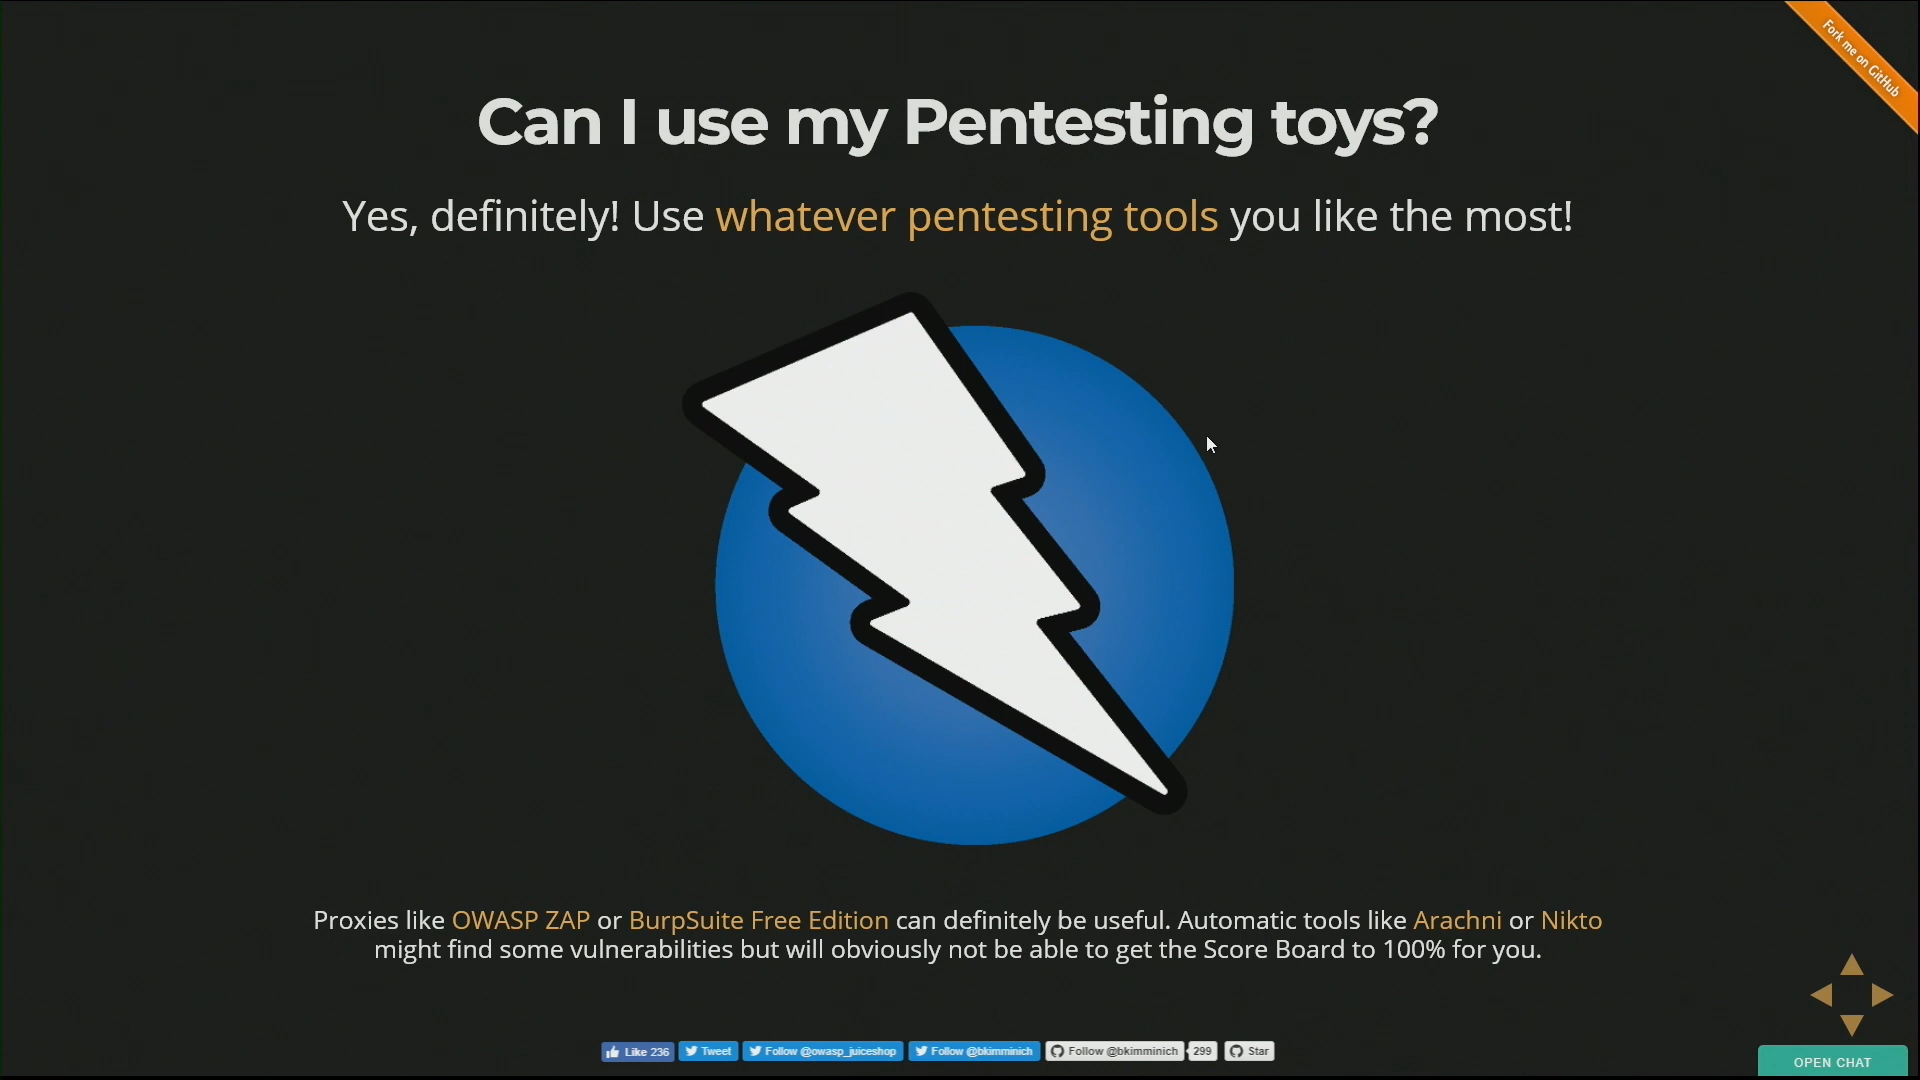 Fork me on GitHub
Can I use my Pentesting toys?
Yes, definitely! Use whatever pentesting tools you like the most!
Proxies like OWASP ZAP or BurpSuite Free Edition can definitely be useful. Automatic tools like Arachni or Nikto
might find some vulnerabilities but will obviously not be able to get the Score Board to 100% for you.
Like 236 Tweet Follow @owasp_juiceshop Follow @bkimminich Follow @bkimminich 299 Star
OPEN CHAT